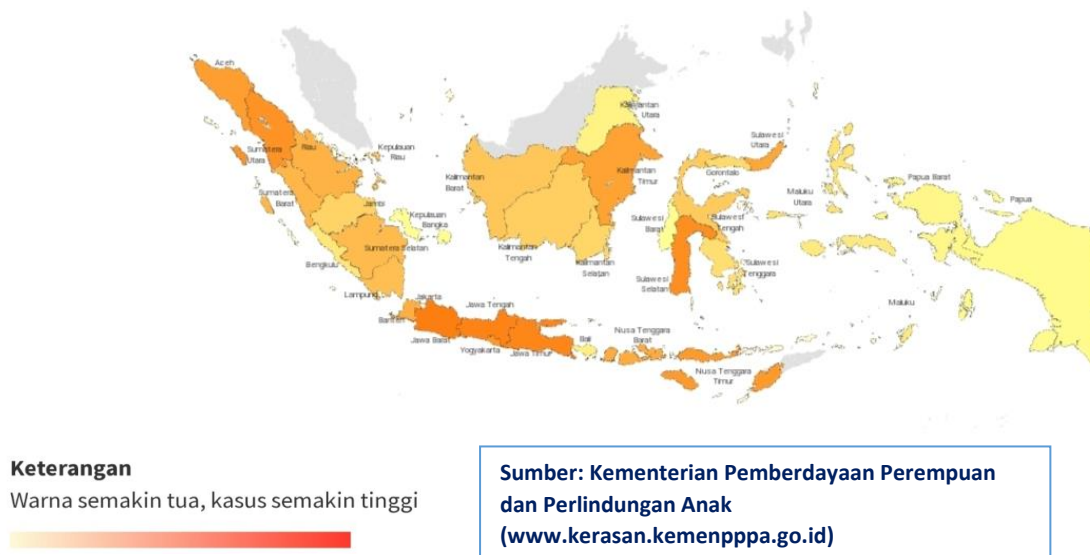 Aceh
Sumatera
Utara
Riau
Kepulauan
Riau
Sumatera
Barat
Jambi
Kepulauan
Bangka
Sumatera Selatan
Bengkulu
Lampung
Banten
Jakarta
Jawa Barat
Jawa Tengah
Yogyakarta
Jawa Timur
Bali
Nusa Tenggara
Barat
Nusa Tenggara
Timur
Kalimantan
Barat
Kalimantan
Tengah
Kalimantan
Selatan
Kalimantan
Timur
Kalimantan
Utara
Sulawesi
Utara
Gorontalo
Sulawesi
Barat
Sulawesi
Tengah
Sulawesi
Selatan
Sulawesi
Tenggara
Maluku
Utara
Maluku
Papua Barat
Papua
Keterangan
Warna semakin tua, kasus semakin tinggi
Sumber: Kementerian Pemberdayaan Perempuan
dan Perlindungan Anak
(www.kerasan.kemenpppa.go.id)